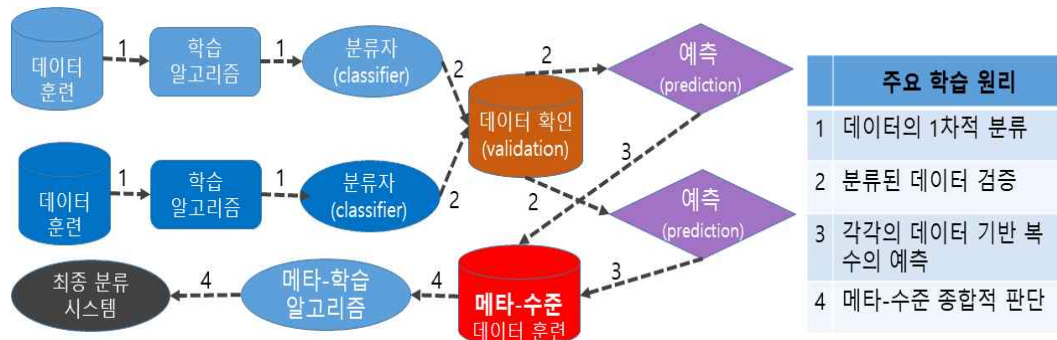 데이터
훈련
1
학습
알고리즘
1
분류자
(classifier)
2
데이터 확인
(validation)
2
예측
(prediction)
3
데이터
훈련
1
학습
알고리즘
1
분류자
(classifier)
2
2
예측
(prediction)
3
메타-수준
데이터 훈련
4
메타-학습
알고리즘
4
최종 분류
시스템
주요 학습 원리
1 데이터의 1차적 분류
2 분류된 데이터 검증
3 각각의 데이터 기반 복
수의 예측
4 메타-수준 종합적 판단